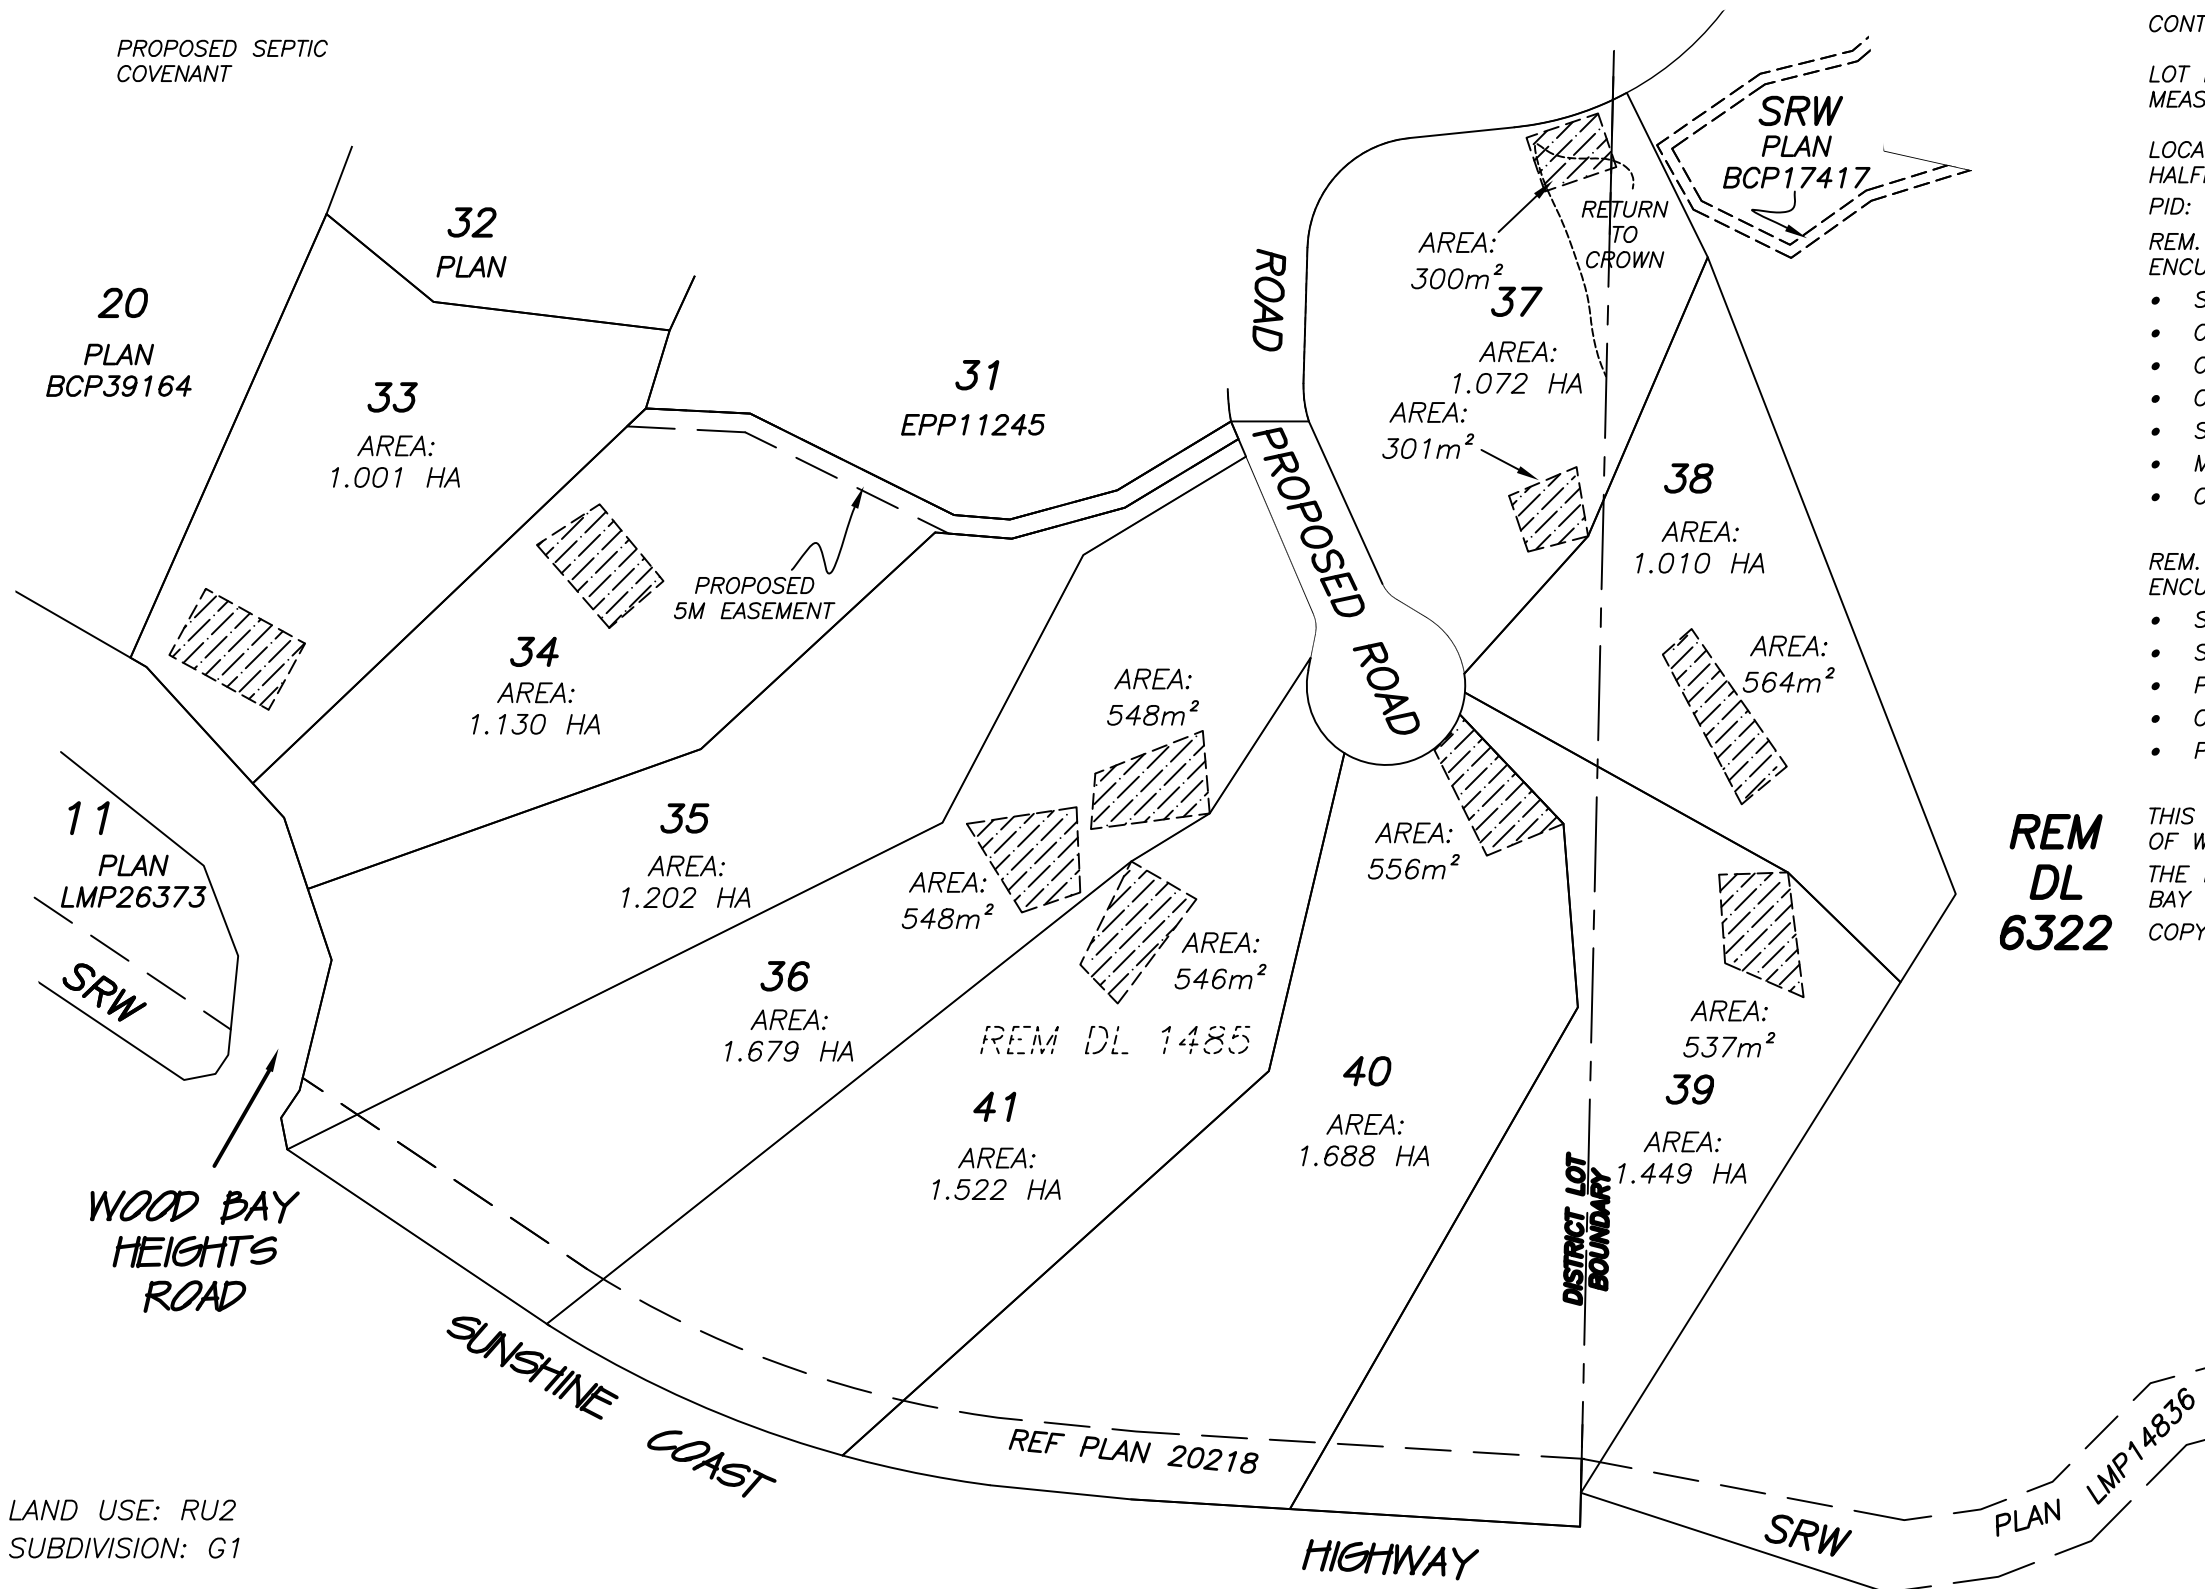 PROPOSED SEPTIC
COVENANT
32
PLAN
20
PLAN
BCP39164
33
AREA:
1.001 HA
31
EPP11245
ROAD
PROPOSED ROAD
SRW
PLAN
BCP17417
RETURN
TO
CROWN
AREA:
300m²
37
AREA:
1.072 HA
AREA:
301m²
38
AREA:
1.010 HA
AREA:
564m²
PROPOSED
5M EASEMENT
34
AREA:
1.130 HA
AREA:
548m²
11
PLAN
LMP26373
SRW
35
AREA:
1.202 HA
AREA:
548m²
AREA:
556m²
36
AREA:
1.679 HA
AREA:
546m²
REM DL 1485
41
AREA:
1.522 HA
40
AREA:
1.688 HA
AREA:
537m²
39
AREA:
1.449 HA
DISTRICT LOT
BOUNDARY
REM
DL
6322
WOOD BAY
HEIGHTS
ROAD
SUNSHINE COAST HIGHWAY
REF PLAN 20218
SRW
PLAN LMP14836
LAND USE: RU2
SUBDIVISION: G1
CONT
LOT
MEAS
LOCA
HALF
PID:
REM.
ENCU
• S
•
•
•
• S
• M
•
REM.
ENCU
• S
• S
•
•
•
THIS
OF W
THE
BAY
COPY